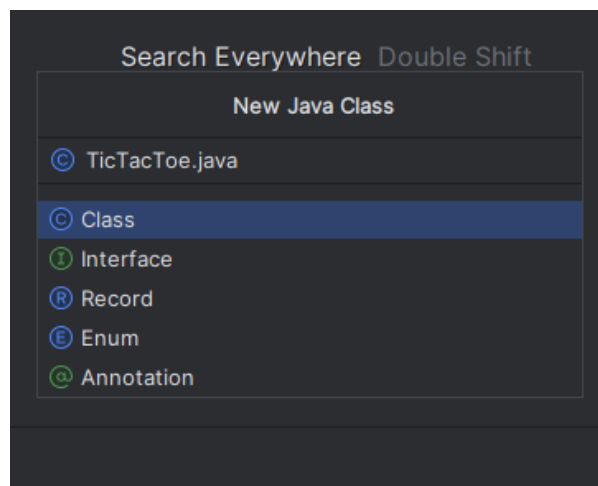 Search Everywhere Double Shift
New Java Class
C TicTacToe.java
C Class
I Interface
R Record
E Enum
@ Annotation